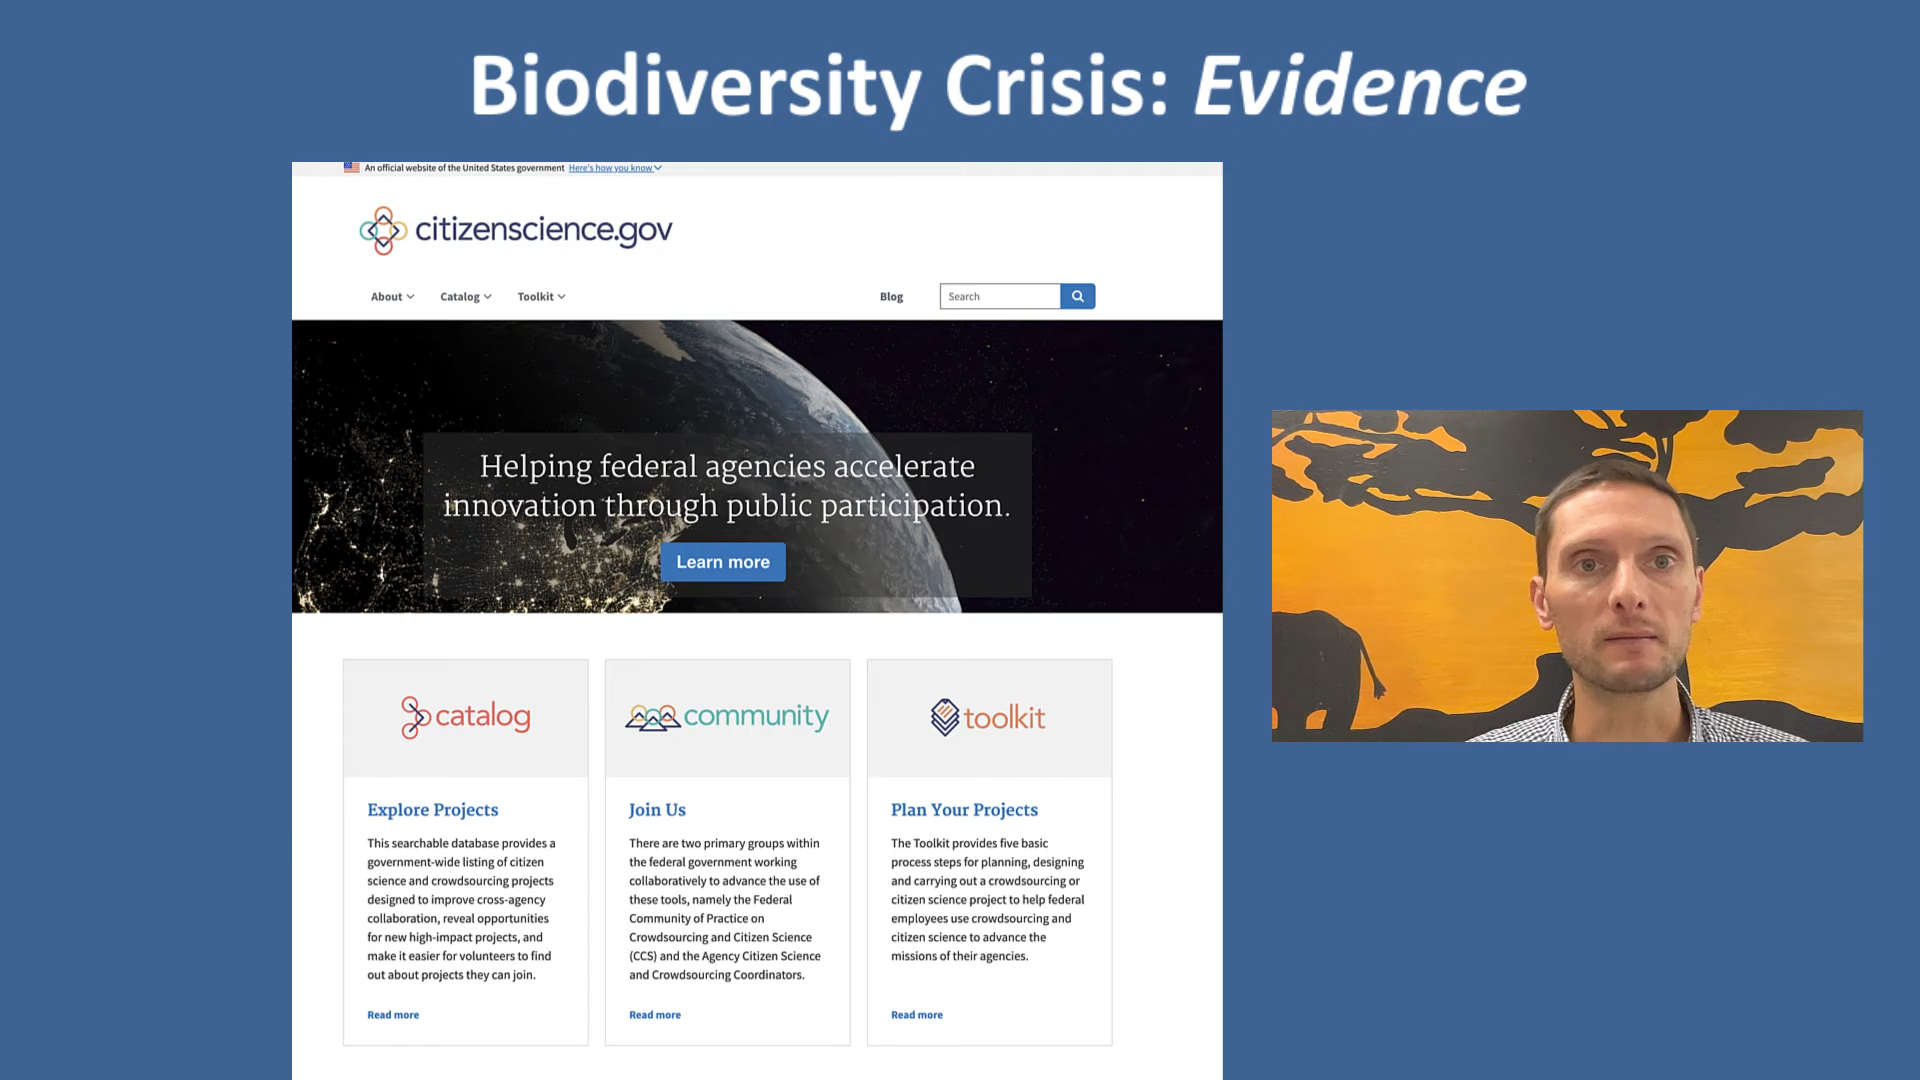 Biodiversity Crisis: Evidence
An official website of the United States government Here's how you know
citizenscience.gov
About Catalog Toolkit Blog Search
Helping federal agencies accelerate
innovation through public participation.
Learn more
catalog
Explore Projects
This searchable database provides a
government-wide listing of citizen
science and crowdsourcing projects
designed to improve cross-agency
collaboration, reveal opportunities
for new high-impact projects, and
make it easier for volunteers to find
out about projects they can join.
Read more
community
Join Us
There are two primary groups within
the federal government working
collaboratively to advance the use of
these tools, namely the Federal
Community of Practice on
Crowdsourcing and Citizen Science
(CCS) and the Agency Citizen Science
and Crowdsourcing Coordinators.
Read more
toolkit
Plan Your Projects
The Toolkit provides five basic
process steps for planning, designing
and carrying out a crowdsourcing or
citizen science project to help federal
employees use crowdsourcing and
citizen science to advance the
missions of their agencies.
Read more